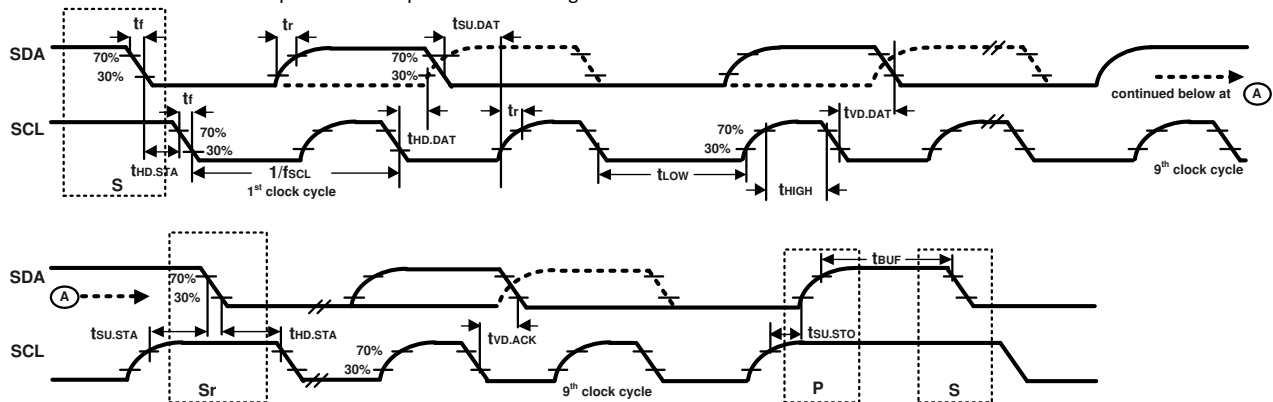 tf tr tSU.DAT
SDA
70%
30%
70%
30%
continued below at A
tf
tHD.DAT tr tVD.DAT
SCL
70%
30%
70%
30%
tHD.STA
S
1/fSCL
1st clock cycle
tLOW
tHIGH
9th clock cycle
SDA
A
70%
30%
tBUF
tSU.STA tHD.STA tVD.ACK tSU.STO
SCL
70%
30%
Sr
9th clock cycle
P
S